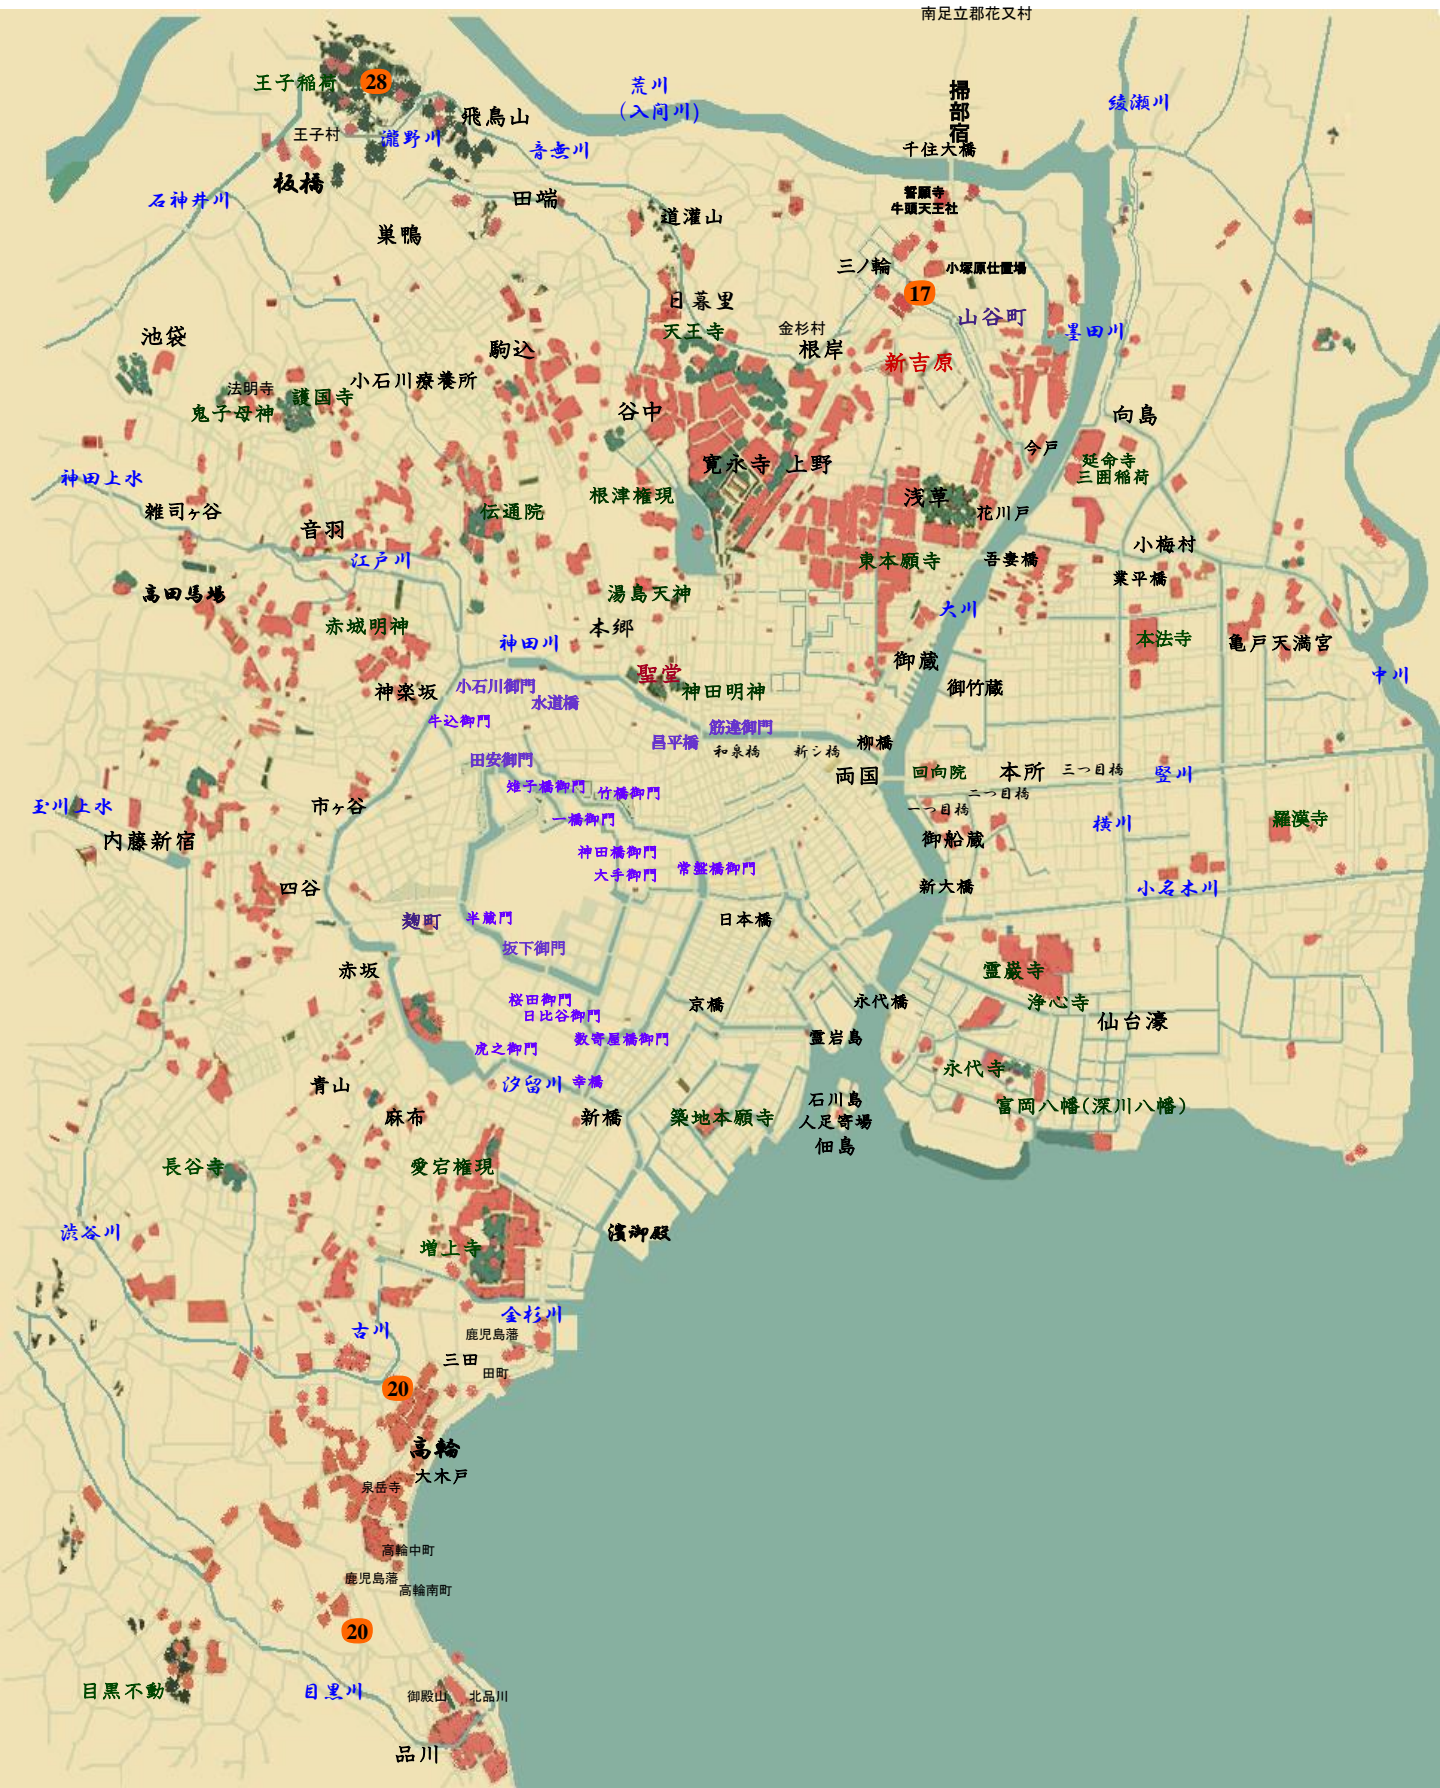 南足立郡花又村
王子稲荷
28
荒川
(入间川)
掃部宿
綾瀬川
飛鳥山
王子村
瀧野川
音無川
千住大橋
板橋
石神井川
田端
誓願寺
牛頭天王社
道灌山
巣鴨
三ノ輪
小塚原仕置場
17
日暮里
山谷町
池袋
天王寺
金杉村
墨田川
駒込
根岸
新吉原
小石川療養所
法明寺
護国寺
鬼子母神
谷中
向島
今戸
寛永寺
上野
延命寺
三囲稲荷
神田上水
根津権現
浅草
花川戸
雑司ヶ谷
伝通院
音羽
江戸川
東本願寺
吾妻橋
小梅村
業平橋
高田馬場
湯島天神
大川
赤城明神
本郷
神田川
本法寺
亀戸天満宮
御蔵
聖堂
中川
神楽坂
小石川御門
水道橋
神田明神
御竹蔵
牛込御門
昌平橋
筋違御門
和泉橋
新シ橋
柳橋
田安御門
両国
回向院
本所
三つ目橋
竪川
雉子橋御門
竹橋御門
二つ目橋
玉川上水
市ヶ谷
一橋御門
一つ目橋
横川
羅漢寺
内藤新宿
御船蔵
神田橋御門
大手御門
常盤橋御門
四谷
新大橋
小名木川
麹町
半蔵門
日本橋
坂下御門
赤坂
霊巌寺
桜田御門
日比谷御門
京橋
永代橋
浄心寺
仙台濠
虎之御門
数寄屋橋御門
霊岩島
永代寺
青山
汐留川
幸橋
石川島
人足寄場
佃島
富岡八幡(深川八幡)
麻布
新橋
築地本願寺
長谷寺
愛宕権現
渋谷川
濱御殿
増上寺
金杉川
古川
鹿児島藩
三田
田町
20
高輪
大木戸
泉岳寺
高輪中町
鹿児島藩
高輪南町
20
目黒不動
目黒川
御殿山
北品川
品川